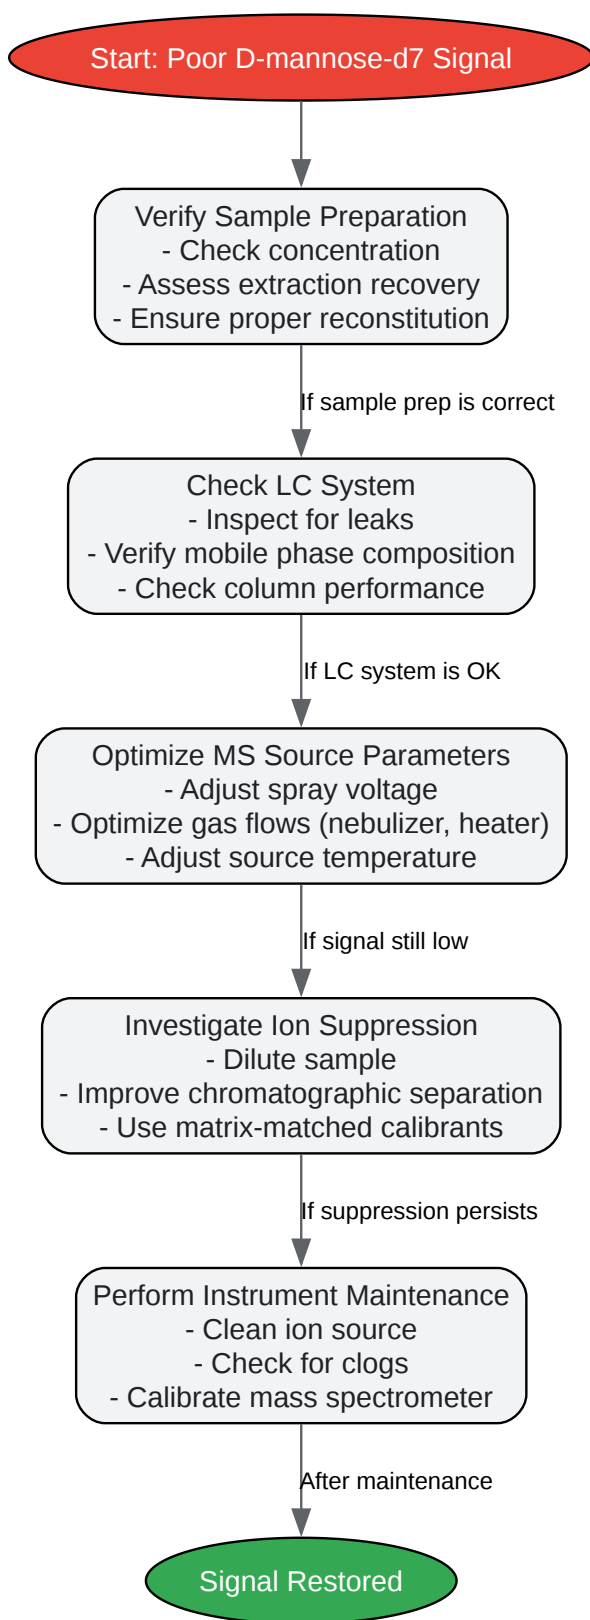 Start: Poor D-mannose-d7 Signal
Verify Sample Preparation
- Check concentration
- Assess extraction recovery
- Ensure proper reconstitution
If sample prep is correct
Check LC System
- Inspect for leaks
- Verify mobile phase composition
- Check column performance
If LC system is OK
Optimize MS Source Parameters
- Adjust spray voltage
- Optimize gas flows (nebulizer, heater)
- Adjust source temperature
If signal still low
Investigate Ion Suppression
- Dilute sample
- Improve chromatographic separation
- Use matrix-matched calibrants
If suppression persists
Perform Instrument Maintenance
- Clean ion source
- Check for clogs
- Calibrate mass spectrometer
After maintenance
Signal Restored